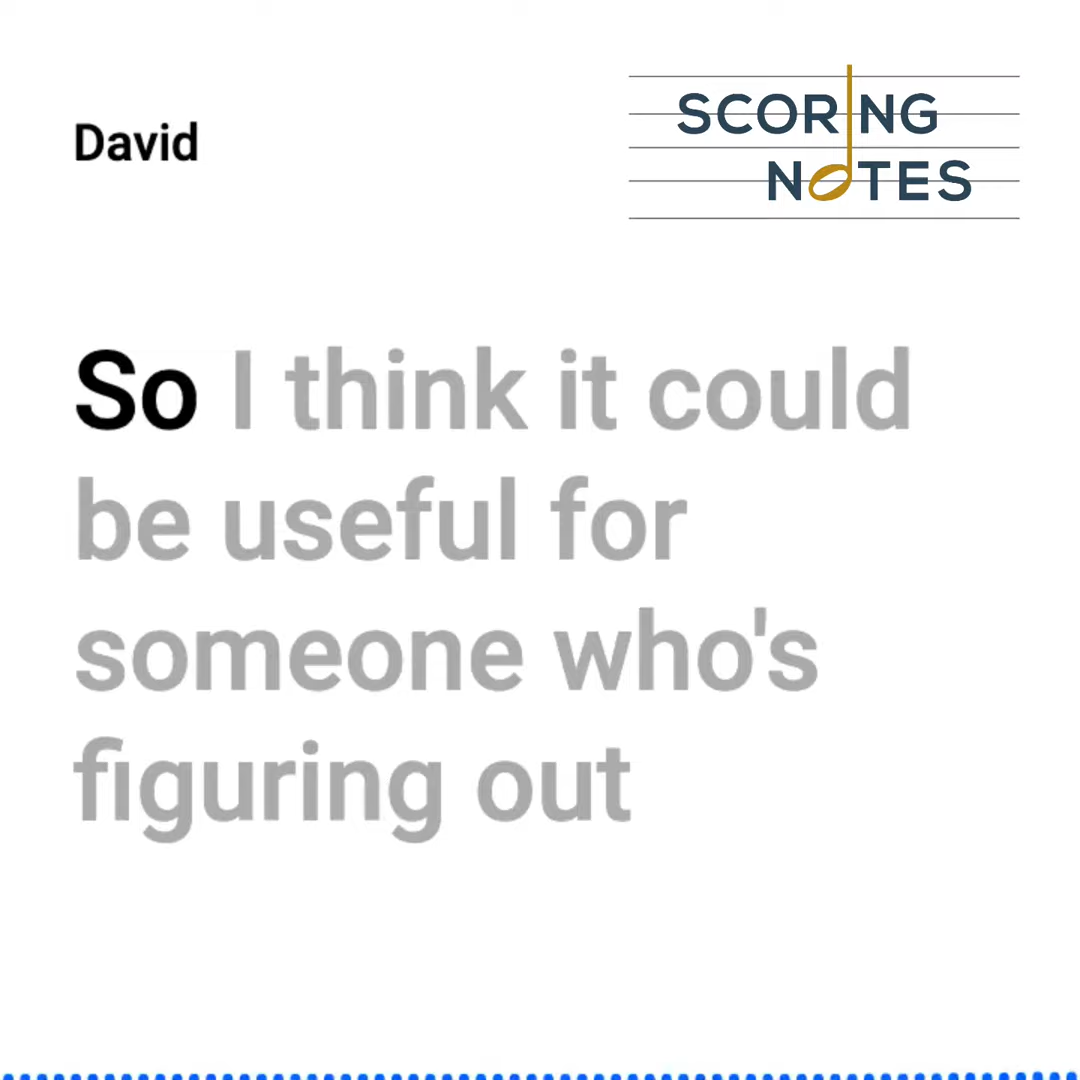 David
SCORING
NOTES
So I think it could
be useful for
someone who's
figuring out